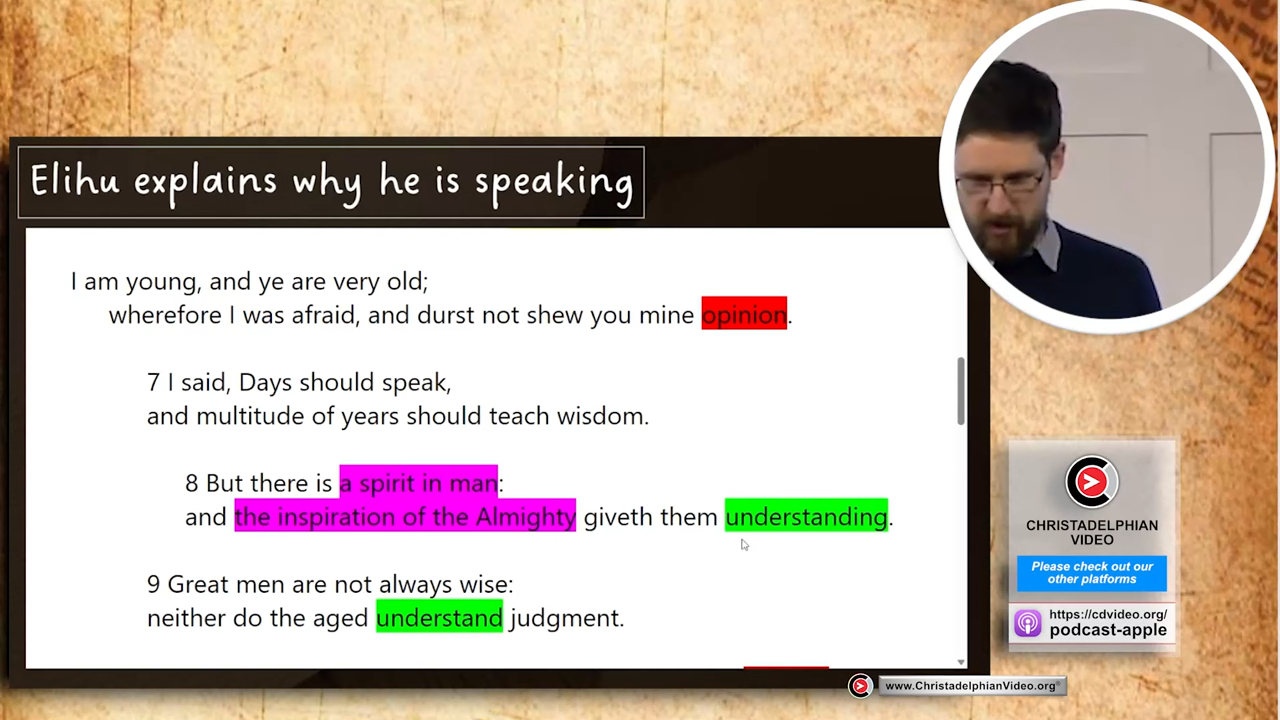 Elihu explains why he is speaking
I am young, and ye are very old;
wherefore I was afraid, and durst not shew you mine opinion.
7 I said, Days should speak,
and multitude of years should teach wisdom.
8 But there is a spirit in man:
and the inspiration of the Almighty giveth them understanding.
9 Great men are not always wise:
neither do the aged understand judgment.
CHRISTADELPHIAN
VIDEO
Please check out our
other platforms
https://cdvideo.org/
podcast-apple
www.ChristadelphianVideo.org